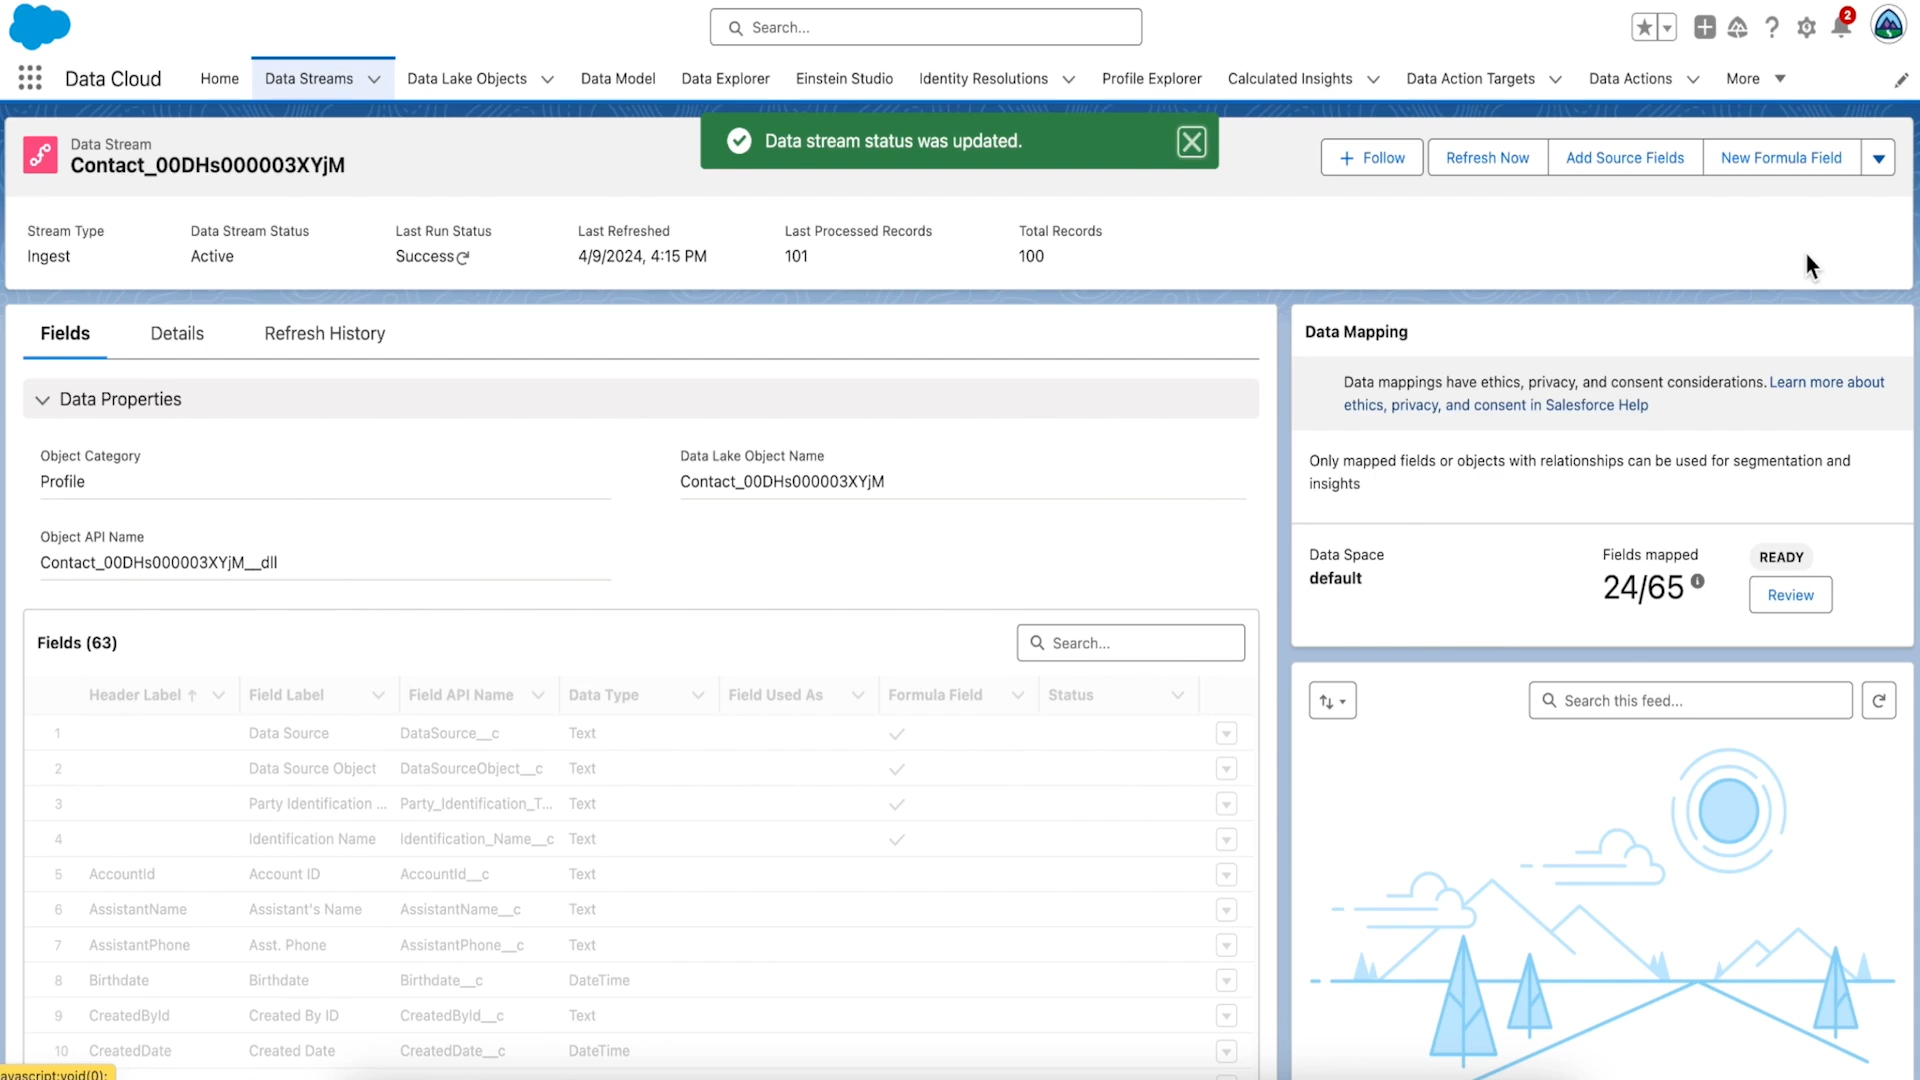 Search...
2
Data Cloud
Home
Data Streams
Data Lake Objects
Data Model
Data Explorer
Einstein Studio
Identity Resolutions
Profile Explorer
Calculated Insights
Data Action Targets
Data Actions
More
Data Stream
Contact_00DHs000003XYjM
Data stream status was updated.
Follow
Refresh Now
Add Source Fields
New Formula Field
Stream Type
Data Stream Status
Last Run Status
Last Refreshed
Last Processed Records
Total Records
Ingest
Active
Success
4/9/2024, 4:15 PM
101
100
Fields
Details
Refresh History
Data Properties
Object Category
Profile
Data Lake Object Name
Contact_00DHs000003XYjM
Object API Name
Contact_00DHs000003XYjM__dll
Fields (63)
Search...
Header Label Field Label Field API Name Data Type Field Used As Formula Field Status
1 Data Source DataSource__c Text
2 Data Source Object DataSourceObject__c Text
3 Party Identification ... Party_Identification_T... Text
4 Identification Name Identification_Name__c Text
5 AccountId Account ID AccountId__c Text
6 AssistantName Assistant's Name AssistantName__c Text
7 AssistantPhone Asst. Phone AssistantPhone__c Text
8 Birthdate Birthdate Birthdate__c DateTime
9 CreatedById Created By ID CreatedById__c Text
10 CreatedDate Created Date CreatedDate__c DateTime
Data Mapping
Data mappings have ethics, privacy, and consent considerations. Learn more about
ethics, privacy, and consent in Salesforce Help
Only mapped fields or objects with relationships can be used for segmentation and
insights
Data Space
default
Fields mapped
24/65
READY
Review
Search this feed...
avascript:void(0);